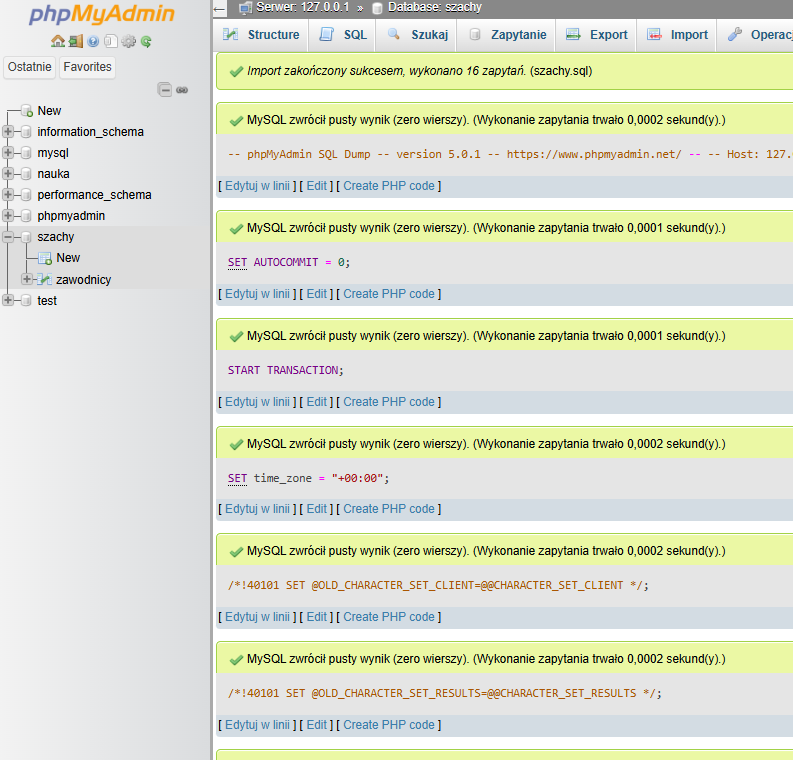 phpMyAdmin
Ostatnie Favorites
New
information_schema
mysql
nauka
performance_schema
phpmyadmin
szachy
New
zawodnicy
test
Serwer: 127.0.0.1 » Database: szachy
Structure SQL Szukaj Zapytanie Export Import Operacj
Import zakończony sukcesem, wykonano 16 zapytań. (szachy.sql)
MySQL zwrócił pusty wynik (zero wierszy). (Wykonanie zapytania trwało 0,0002 sekund(y).)
-- phpMyAdmin SQL Dump -- version 5.0.1 -- https://www.phpmyadmin.net/ -- -- Host: 127.
[ Edytuj w linii ] [ Edit ] [ Create PHP code ]
MySQL zwrócił pusty wynik (zero wierszy). (Wykonanie zapytania trwało 0,0001 sekund(y).)
SET AUTOCOMMIT = 0;
[ Edytuj w linii ] [ Edit ] [ Create PHP code ]
MySQL zwrócił pusty wynik (zero wierszy). (Wykonanie zapytania trwało 0,0001 sekund(y).)
START TRANSACTION;
[ Edytuj w linii ] [ Edit ] [ Create PHP code ]
MySQL zwrócił pusty wynik (zero wierszy). (Wykonanie zapytania trwało 0,0002 sekund(y).)
SET time_zone = "+00:00";
[ Edytuj w linii ] [ Edit ] [ Create PHP code ]
MySQL zwrócił pusty wynik (zero wierszy). (Wykonanie zapytania trwało 0,0002 sekund(y).)
/*!40101 SET @OLD_CHARACTER_SET_CLIENT=@@CHARACTER_SET_CLIENT */;
[ Edytuj w linii ] [ Edit ] [ Create PHP code ]
MySQL zwrócił pusty wynik (zero wierszy). (Wykonanie zapytania trwało 0,0002 sekund(y).)
/*!40101 SET @OLD_CHARACTER_SET_RESULTS=@@CHARACTER_SET_RESULTS */;
[ Edytuj w linii ] [ Edit ] [ Create PHP code ]